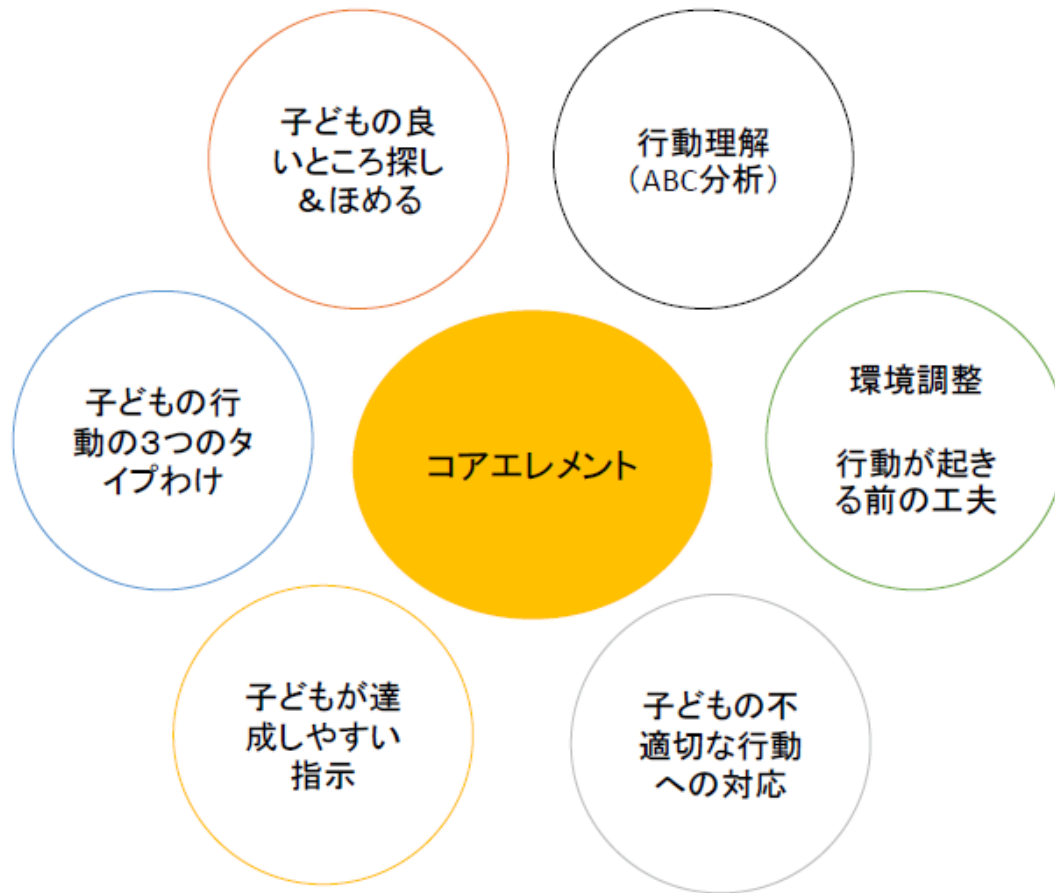 子どもの良
いところ探し
＆ほめる
行動理解
（ABC分析）
子どもの行
動の３つのタ
イプわけ
コアエレメント
環境調整
行動が起き
る前の工夫
子どもが達
成しやすい
指示
子どもの不
適切な行動
への対応